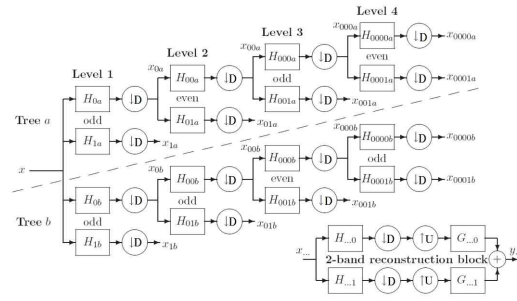 Level 1
Level 2
Level 3
Level 4
Tree a
x
H0a
↓D
odd
H1a
↓D
x1a
x0a
H00a
↓D
even
H01a
↓D
x01a
x00a
H000a
↓D
odd
H001a
↓D
x001a
x000a
H0000a
↓D
x0000a
even
H0001a
↓D
x0001a
Tree b
H0b
↓D
odd
H1b
↓D
x1b
x0b
H00b
↓D
odd
H01b
↓D
x01b
x00b
H000b
↓D
even
H001b
↓D
x001b
x000b
H0000b
↓D
x0000b
odd
H0001b
↓D
x0001b
x...
H...0
↓D
↑U
G...0
2-band reconstruction block
+
y.
H...1
↓D
↑U
G...1